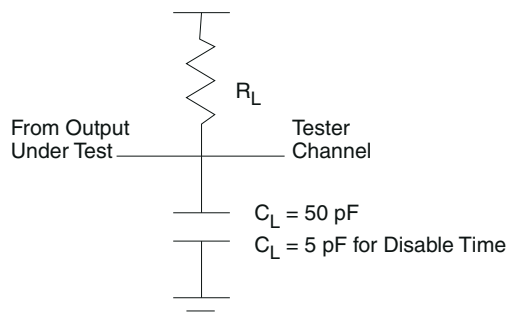 R_L
From Output
Under Test
Tester
Channel
C_L = 50 pF
C_L = 5 pF for Disable Time